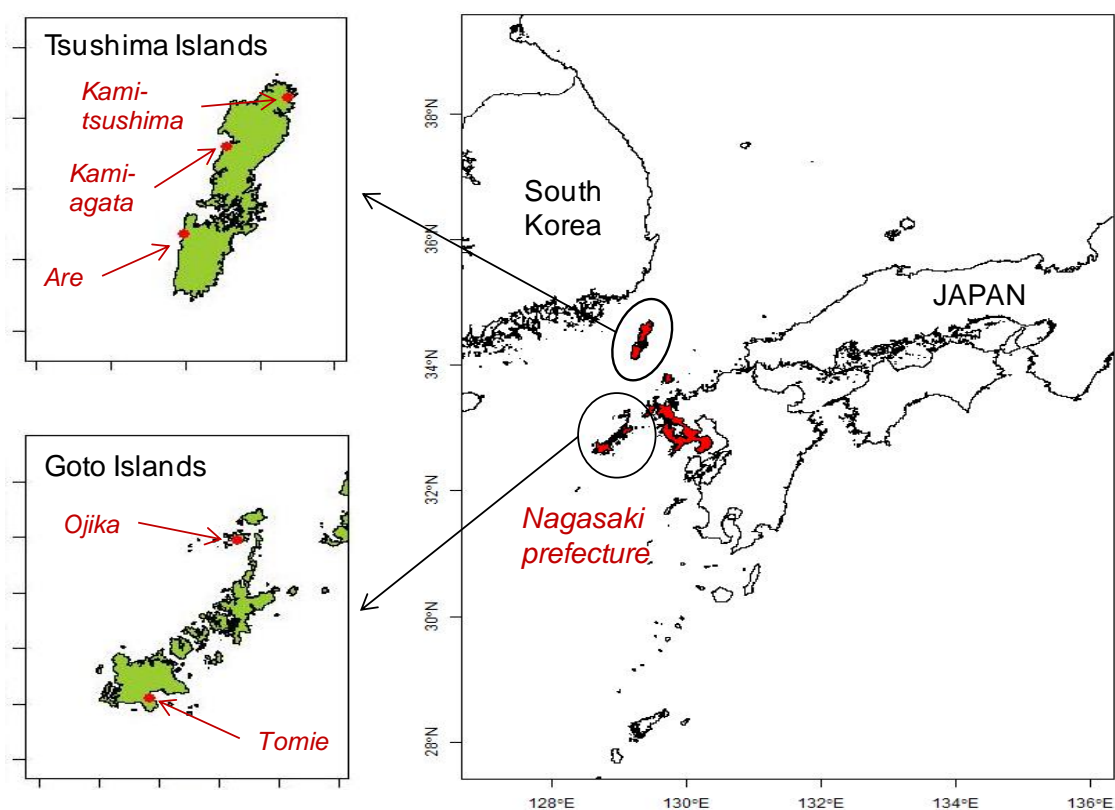 Tsushima Islands
Kami-
tsushima
Kami-
agata
Are
Goto Islands
Ojika
Tomie
South
Korea
JAPAN
Nagasaki
prefecture
38°N
36°N
34°N
32°N
30°N
28°N
128°E
130°E
132°E
134°E
136°E